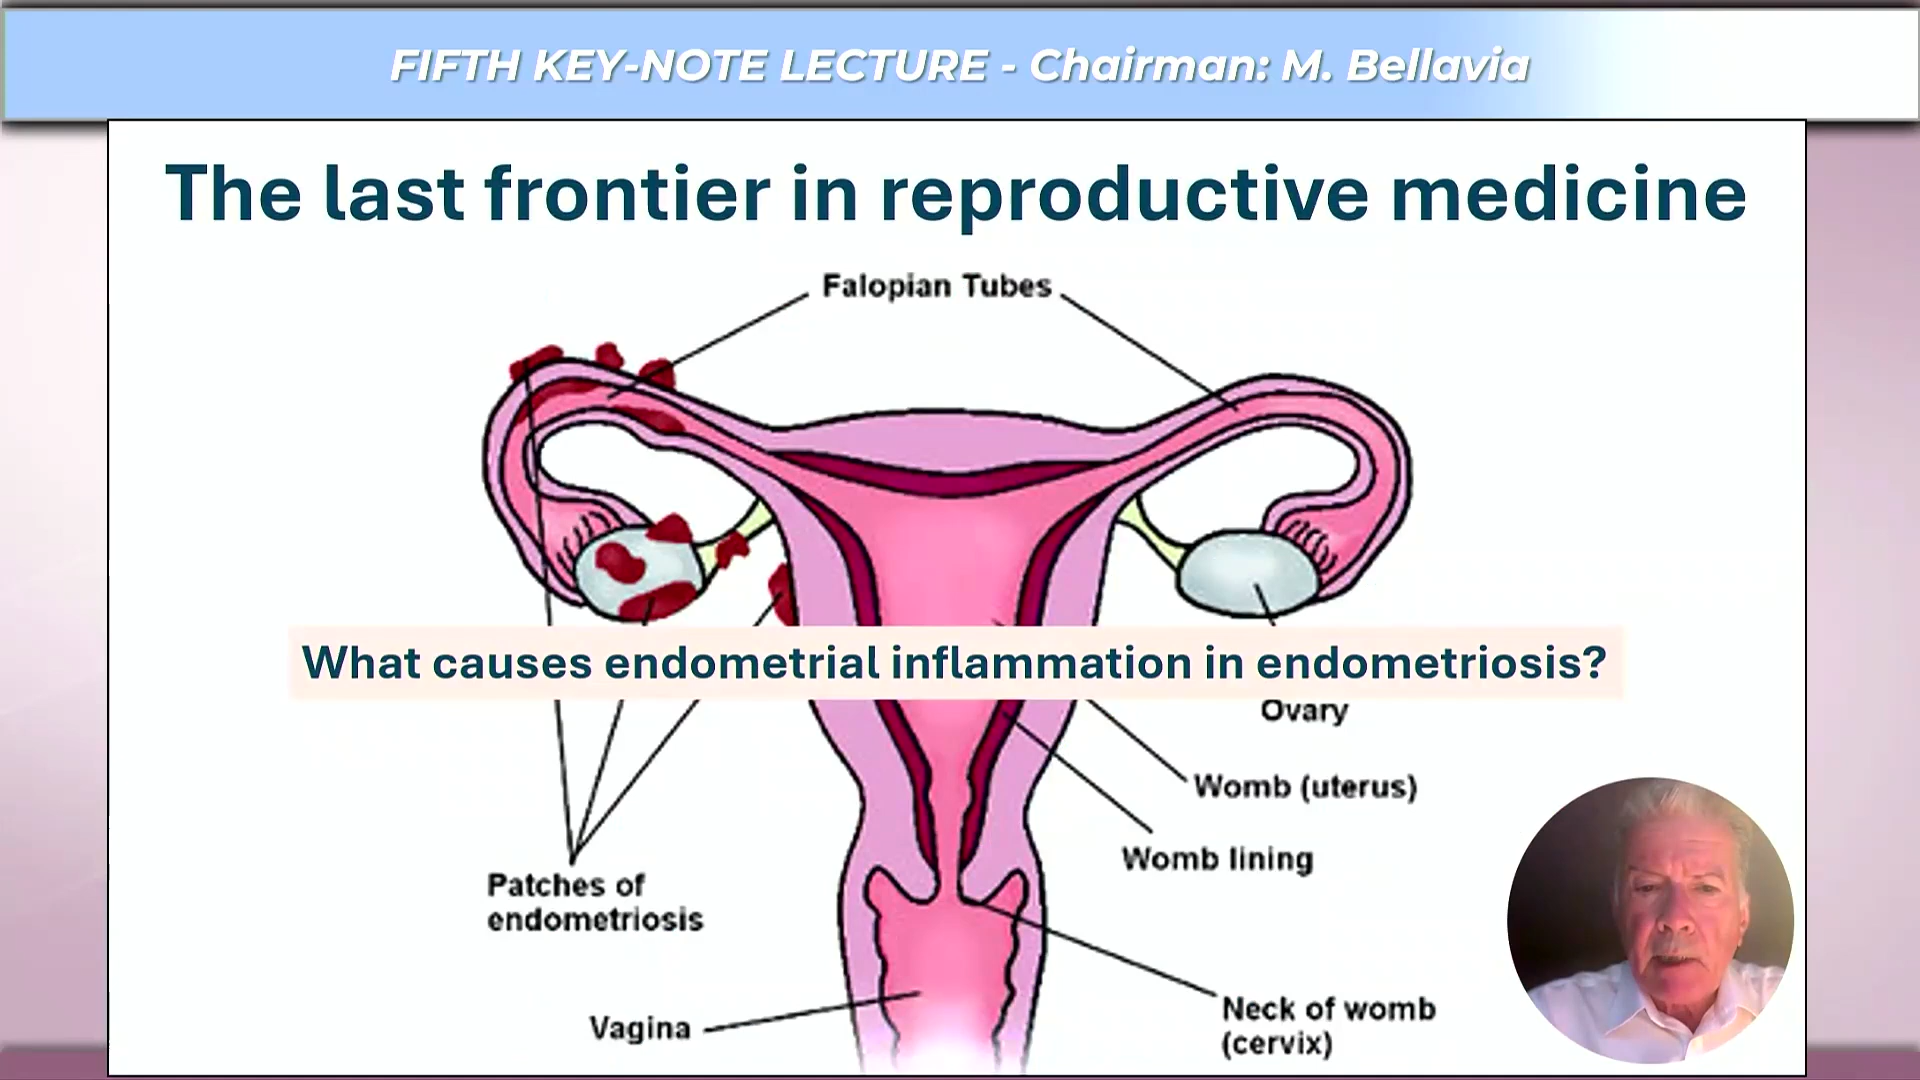 FIFTH KEY-NOTE LECTURE - Chairman: M. Bellavia
The last frontier in reproductive medicine
Falopian Tubes
What causes endometrial inflammation in endometriosis?
Ovary
Womb (uterus)
Womb lining
Patches of
endometriosis
Neck of womb
(cervix)
Vagina